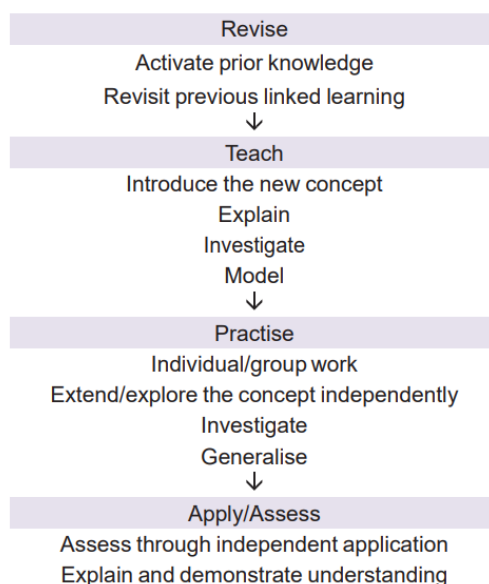 Revise
Activate prior knowledge
Revisit previous linked learning
↓
Teach
Introduce the new concept
Explain
Investigate
Model
↓
Practise
Individual/group work
Extend/explore the concept independently
Investigate
Generalise
↓
Apply/Assess
Assess through independent application
Explain and demonstrate understanding